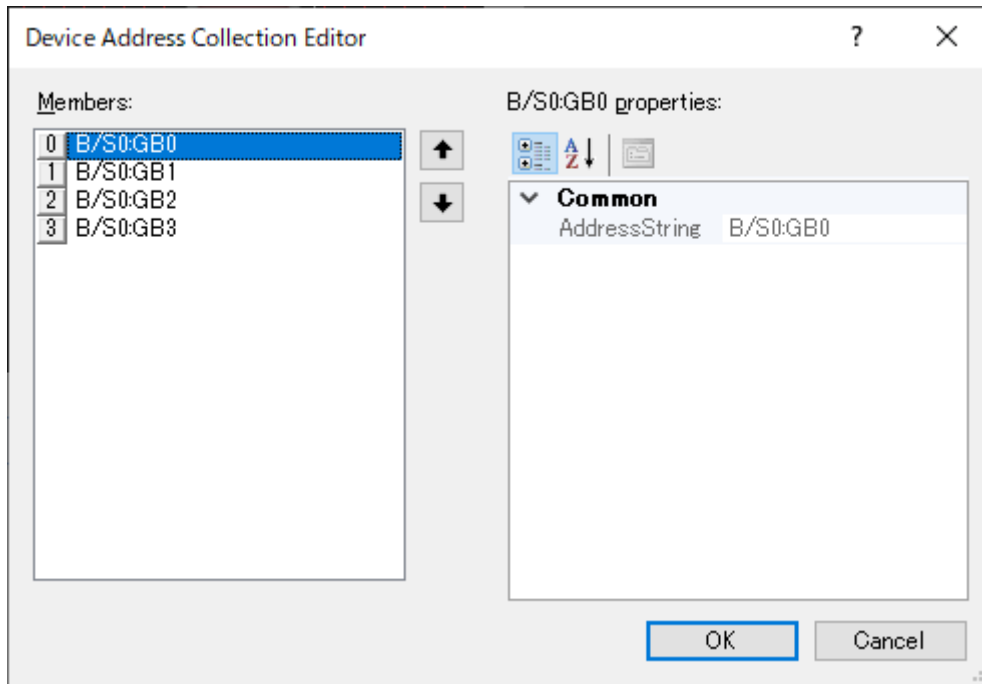 Device Address Collection Editor
Members:
0 B/S0:GB0
1 B/S0:GB1
2 B/S0:GB2
3 B/S0:GB3
B/S0:GB0 properties:
Common
AddressString B/S0:GB0
OK Cancel